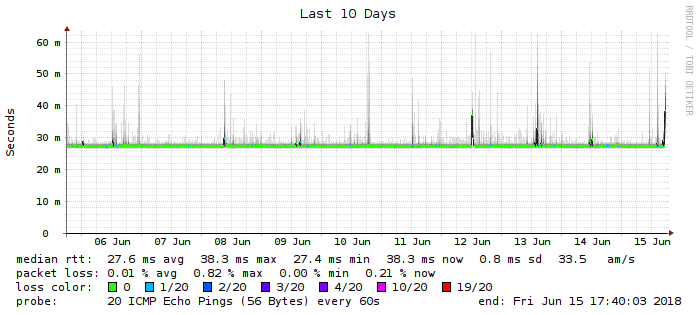 Last 10 Days
RRDTOOL / TOBI OETIKER
Seconds
60 m
50 m
40 m
30 m
20 m
10 m
0
06 Jun 07 Jun 08 Jun 09 Jun 10 Jun 11 Jun 12 Jun 13 Jun 14 Jun 15 Jun
median rtt: 27.6 ms avg 38.3 ms max 27.4 ms min 38.3 ms now 0.8 ms sd 33.5 am/s
packet loss: 0.01 % avg 0.82 % max 0.00 % min 0.21 % now
loss color: 0 1/20 2/20 3/20 4/20 10/20 19/20
probe: 20 ICMP Echo Pings (56 Bytes) every 60s end: Fri Jun 15 17:40:03 2018